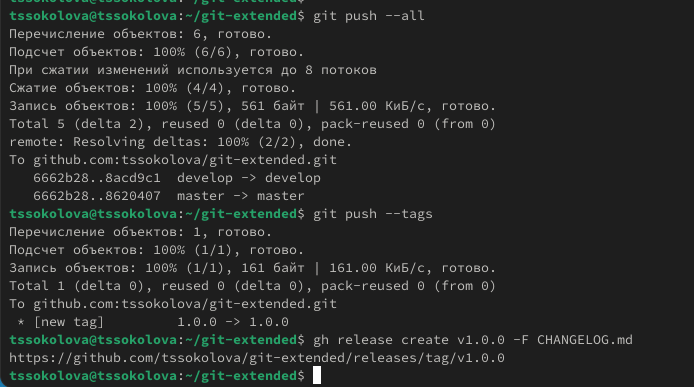 tssokolova@tssokolova:~/git-extended$ git push --all
Перечисление объектов: 6, готово.
Подсчет объектов: 100% (6/6), готово.
При сжатии изменений используется до 8 потоков
Сжатие объектов: 100% (4/4), готово.
Запись объектов: 100% (5/5), 561 байт | 561.00 КиБ/с, готово.
Total 5 (delta 2), reused 0 (delta 0), pack-reused 0 (from 0)
remote: Resolving deltas: 100% (2/2), done.
To github.com:tssokolova/git-extended.git
   6662b28..8acd9c1  develop -> develop
   6662b28..8620407  master -> master
tssokolova@tssokolova:~/git-extended$ git push --tags
Перечисление объектов: 1, готово.
Подсчет объектов: 100% (1/1), готово.
Запись объектов: 100% (1/1), 161 байт | 161.00 КиБ/с, готово.
Total 1 (delta 0), reused 0 (delta 0), pack-reused 0 (from 0)
To github.com:tssokolova/git-extended.git
 * [new tag]         1.0.0 -> 1.0.0
tssokolova@tssokolova:~/git-extended$ gh release create v1.0.0 -F CHANGELOG.md
https://github.com/tssokolova/git-extended/releases/tag/v1.0.0
tssokolova@tssokolova:~/git-extended$